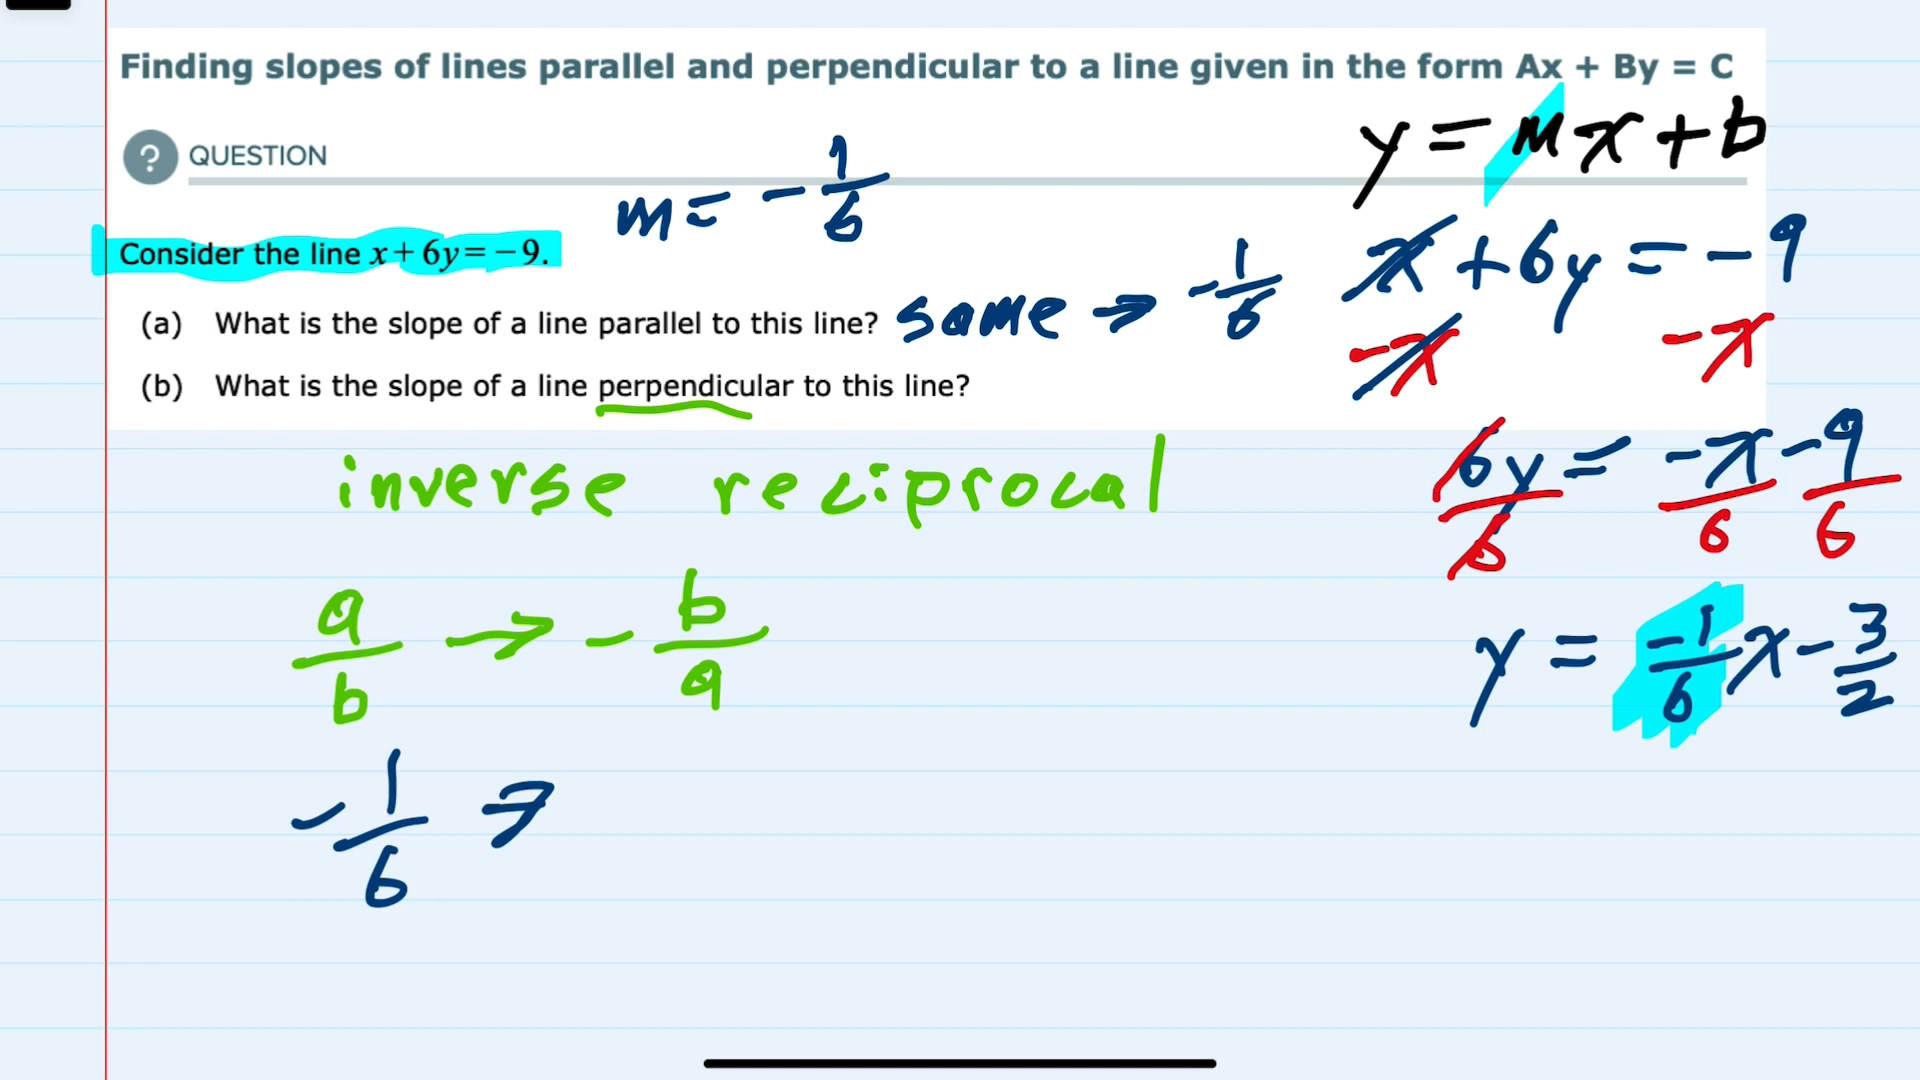 Finding slopes of lines parallel and perpendicular to a line given in the form Ax + By = C
y = mx + b
? QUESTION
m = - 1/6
Consider the line x + 6y = -9.
x + 6y = -9
(a) What is the slope of a line parallel to this line? same → - 1/6
-x -x
(b) What is the slope of a line perpendicular to this line?
inverse reciprocal
6y/6 = -x/6 - 9/6
a/b → - b/a
y = -1/6 x - 3/2
- 1/6 →